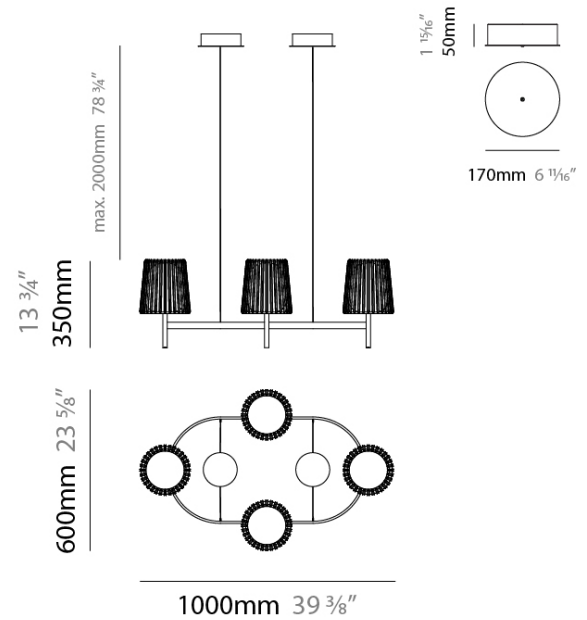 max. 2000mm 78 ¾"
1 15/16"
50mm
170mm 6 11/16"
13 ¾"
350mm
600mm 23 ⅝"
1000mm 39 ⅜"